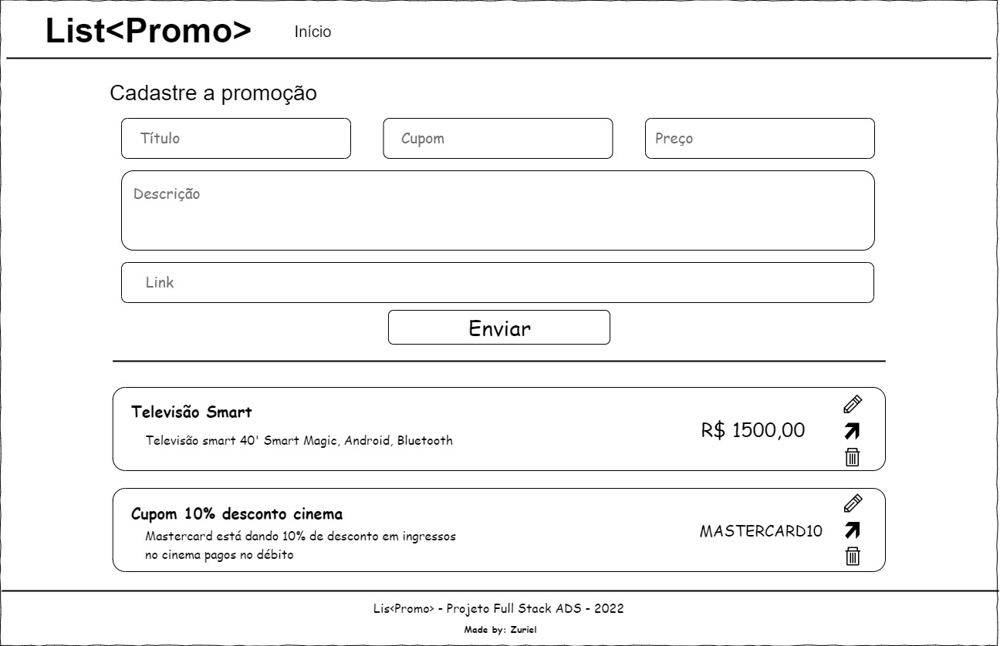 List<Promo>
Início
Cadastre a promoção
Título
Cupom
Preço
Descrição
Link
Enviar
Televisão Smart
Televisão smart 40' Smart Magic, Android, Bluetooth
R$ 1500,00
Cupom 10% desconto cinema
Mastercard está dando 10% de desconto em ingressos
no cinema pagos no débito
MASTERCARD10
Lis<Promo> - Projeto Full Stack ADS - 2022
Made by: Zuriel